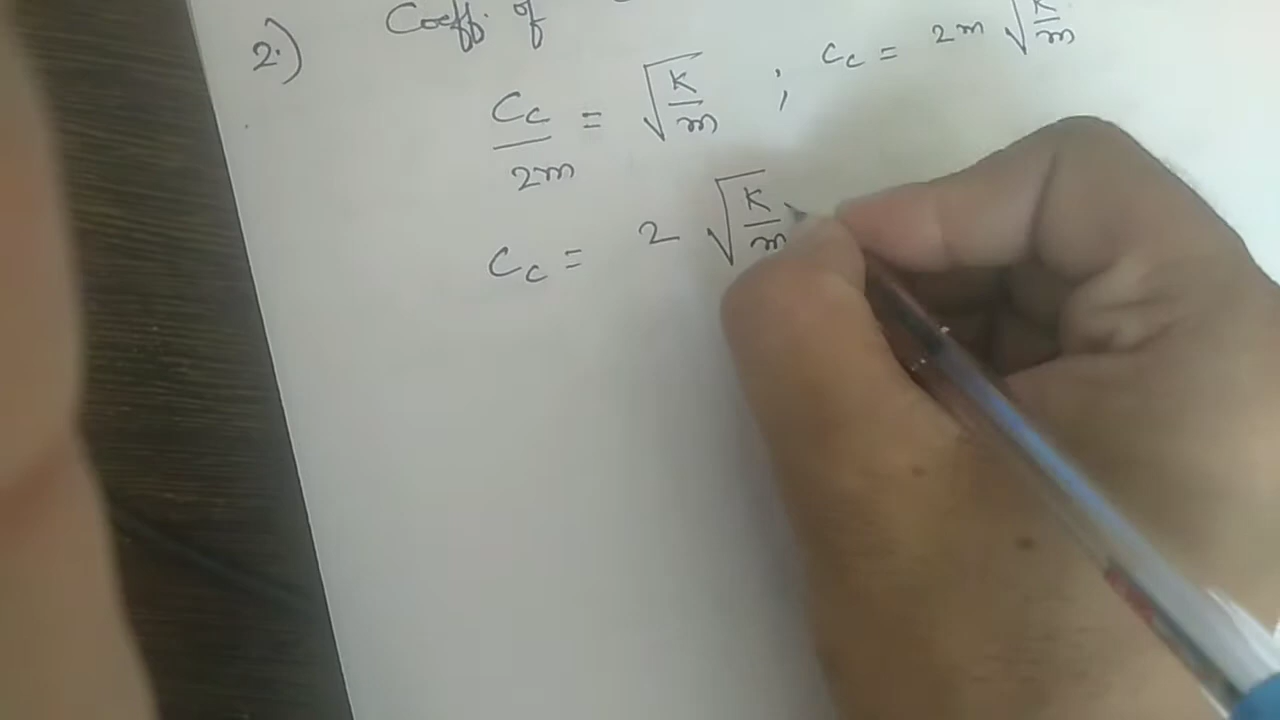 2.) Coeff. of
Cc/2m = √(K/m) ; Cc = 2m √(K/m)
Cc = 2 √(K/m)